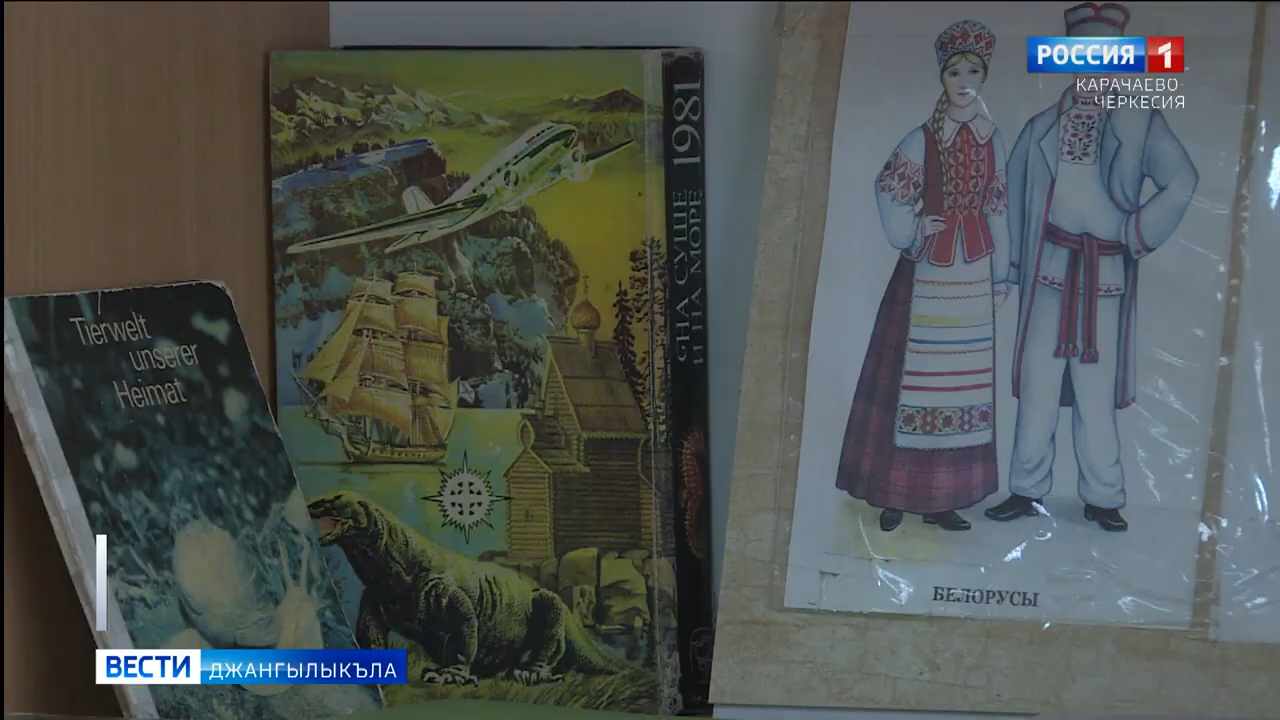 РОССИЯ 1
КАРАЧАЕВО
ЧЕРКЕСИЯ
Tierwelt
unserer
Heimat
НА СУШЕ
И НА МОРЕ 1981
БЕЛОРУСЫ
ВЕСТИ ДЖАНГЫЛЫКЪЛА